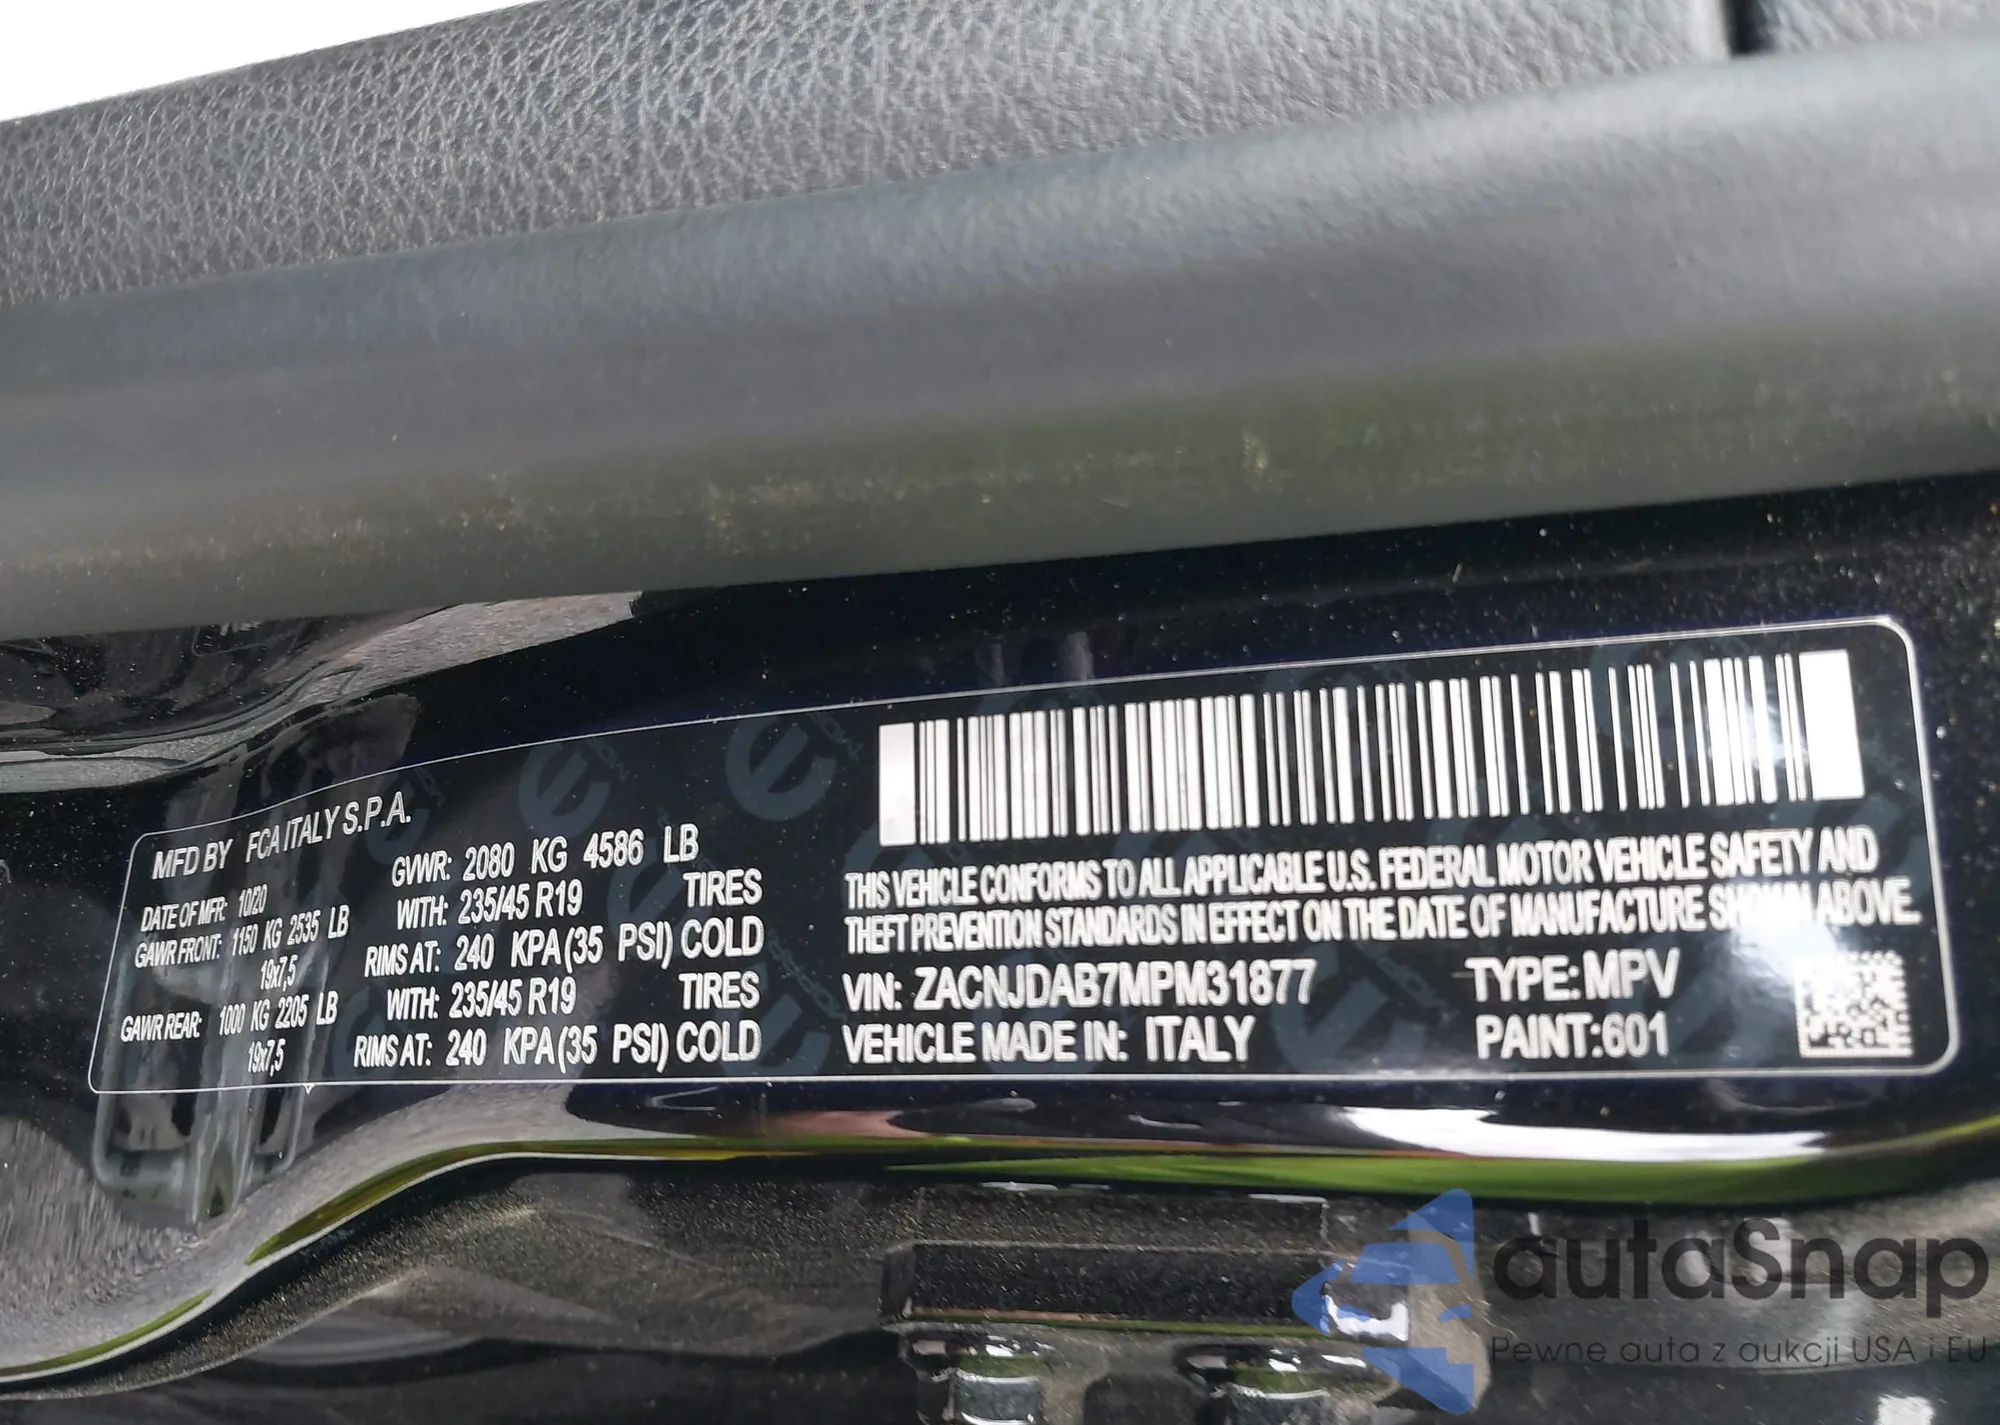 MFD BY FCA ITALY S.P.A.
DATE OF MFR: 10/20
GVWR: 2080 KG 4586 LB
GAWR FRONT: 1150 KG 2535 LB
WITH: 235/45 R19 TIRES
19x7,5
RIMS AT: 240 KPA (35 PSI) COLD
GAWR REAR: 1000 KG 2205 LB
WITH: 235/45 R19 TIRES
19x7,5
RIMS AT: 240 KPA (35 PSI) COLD
THIS VEHICLE CONFORMS TO ALL APPLICABLE U.S. FEDERAL MOTOR VEHICLE SAFETY AND
THEFT PREVENTION STANDARDS IN EFFECT ON THE DATE OF MANUFACTURE SHOWN ABOVE.
VIN: ZACNJDAB7MPM31877
TYPE: MPV
VEHICLE MADE IN: ITALY
PAINT: 601
autaSnap
Pewne auta z aukcji USA i EU